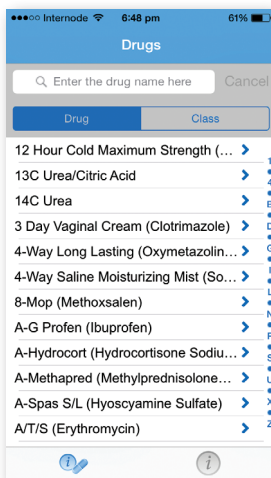 Internode 6:48 pm 61%
Drugs
Enter the drug name here Cancel
Drug Class
12 Hour Cold Maximum Strength (...
13C Urea/Citric Acid
14C Urea
3 Day Vaginal Cream (Clotrimazole)
4-Way Long Lasting (Oxymetazolin...
4-Way Saline Moisturizing Mist (So...
8-Mop (Methoxsalen)
A-G Profen (Ibuprofen)
A-Hydrocort (Hydrocortisone Sodiu...
A-Methapred (Methylprednisolone...
A-Spas S/L (Hyoscyamine Sulfate)
A/T/S (Erythromycin)